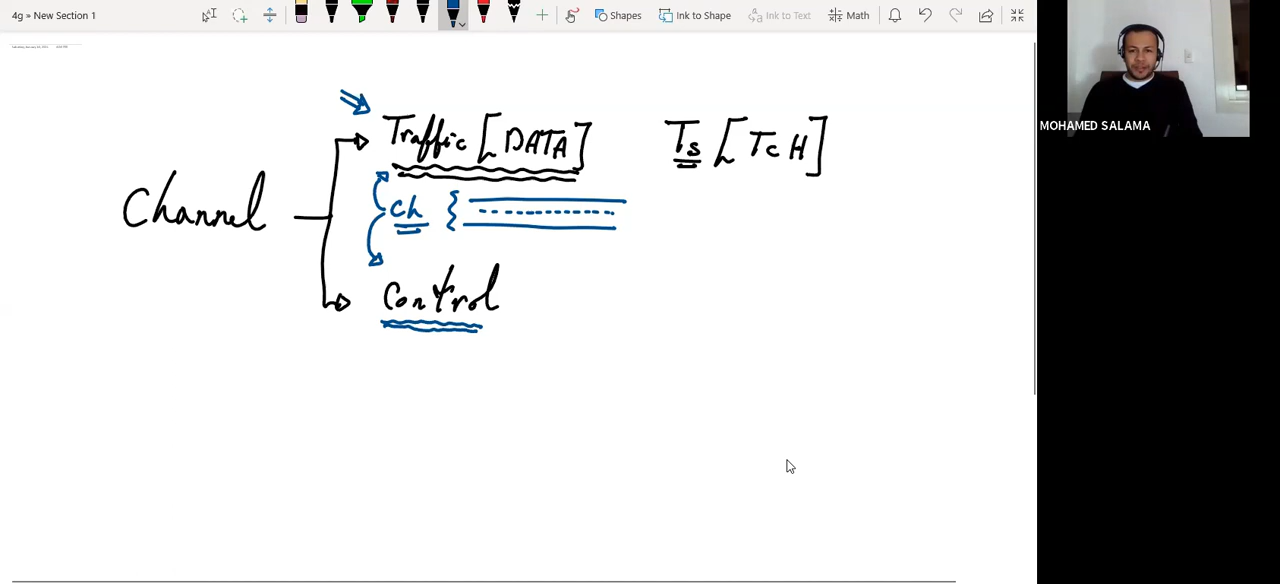 4g » New Section 1
Shapes
Ink to Shape
Ink to Text
Math
MOHAMED SALAMA
Traffic [DATA]
Ts [TCH]
Channel
Ch
Control